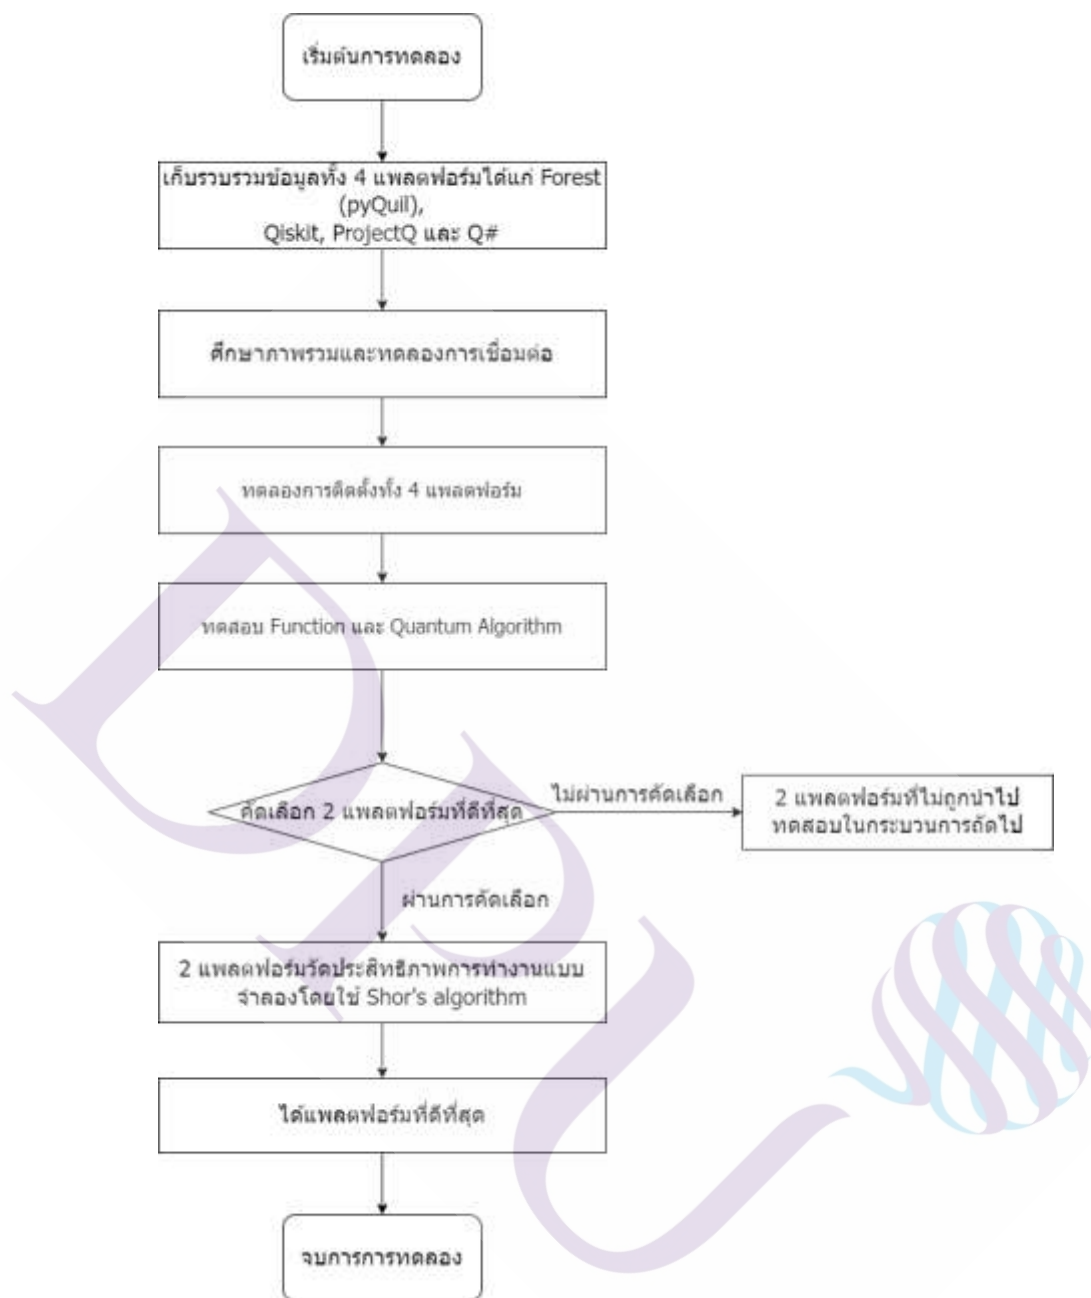 เริ่มต้นการทดลอง
เก็บรวบรวมข้อมูลทั้ง 4 แพลตฟอร์มได้แก่ Forest
(pyQuil),
Qiskit, ProjectQ และ Q#
ศึกษาภาพรวมและทดลองการเชื่อมต่อ
ทดลองการติดตั้งทั้ง 4 แพลตฟอร์ม
ทดสอบ Function และ Quantum Algorithm
คัดเลือก 2 แพลตฟอร์มที่ดีที่สุด
ไม่ผ่านการคัดเลือก
2 แพลตฟอร์มที่ไม่ถูกนำไป
ทดสอบในกระบวนการถัดไป
ผ่านการคัดเลือก
2 แพลตฟอร์มวัดประสิทธิภาพการทำงานแบบ
จำลองโดยใช้ Shor's algorithm
ได้แพลตฟอร์มที่ดีที่สุด
จบการการทดลอง
DPU